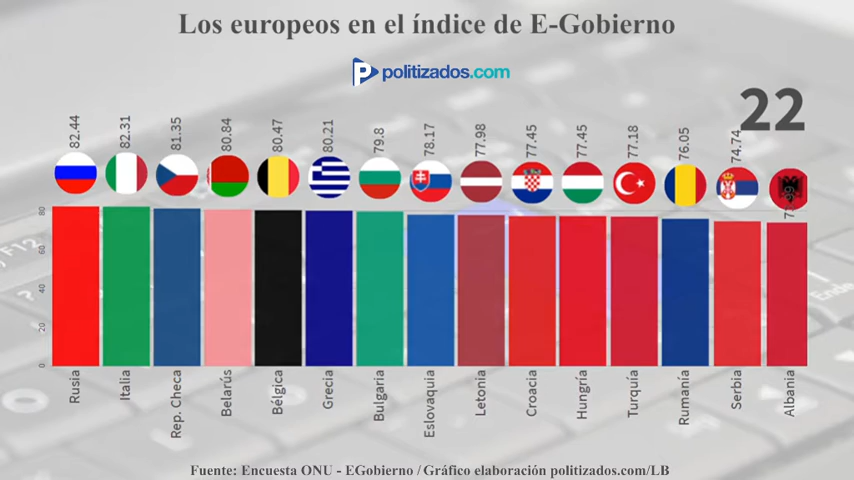 Los europeos en el índice de E-Gobierno
politizados.com
22
82.44
82.31
81.35
80.84
80.47
80.21
79.8
78.17
77.98
77.45
77.45
77.18
76.05
74.74
80
60
40
20
0
Rusia
Italia
Rep. Checa
Belarús
Bélgica
Grecia
Bulgaria
Eslovaquia
Letonia
Croacia
Hungría
Turquía
Rumanía
Serbia
Albania
Fuente: Encuesta ONU - EGobierno / Gráfico elaboración politizados.com/LB